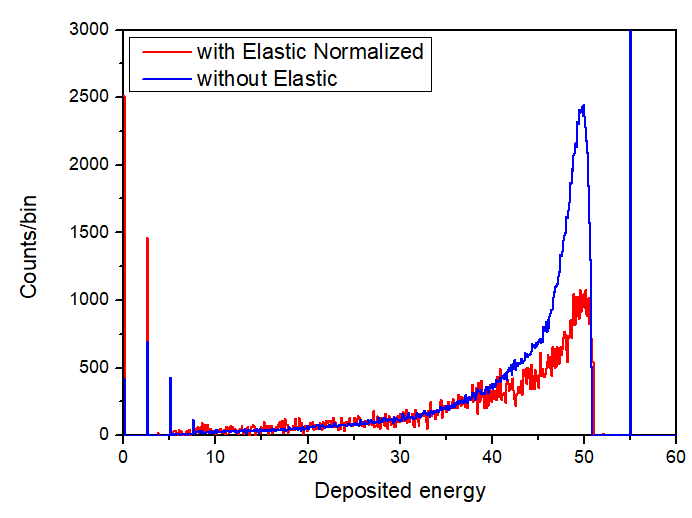 with Elastic Normalized
without Elastic
3000
2500
2000
1500
1000
500
0
Counts/bin
0 10 20 30 40 50 60
Deposited energy